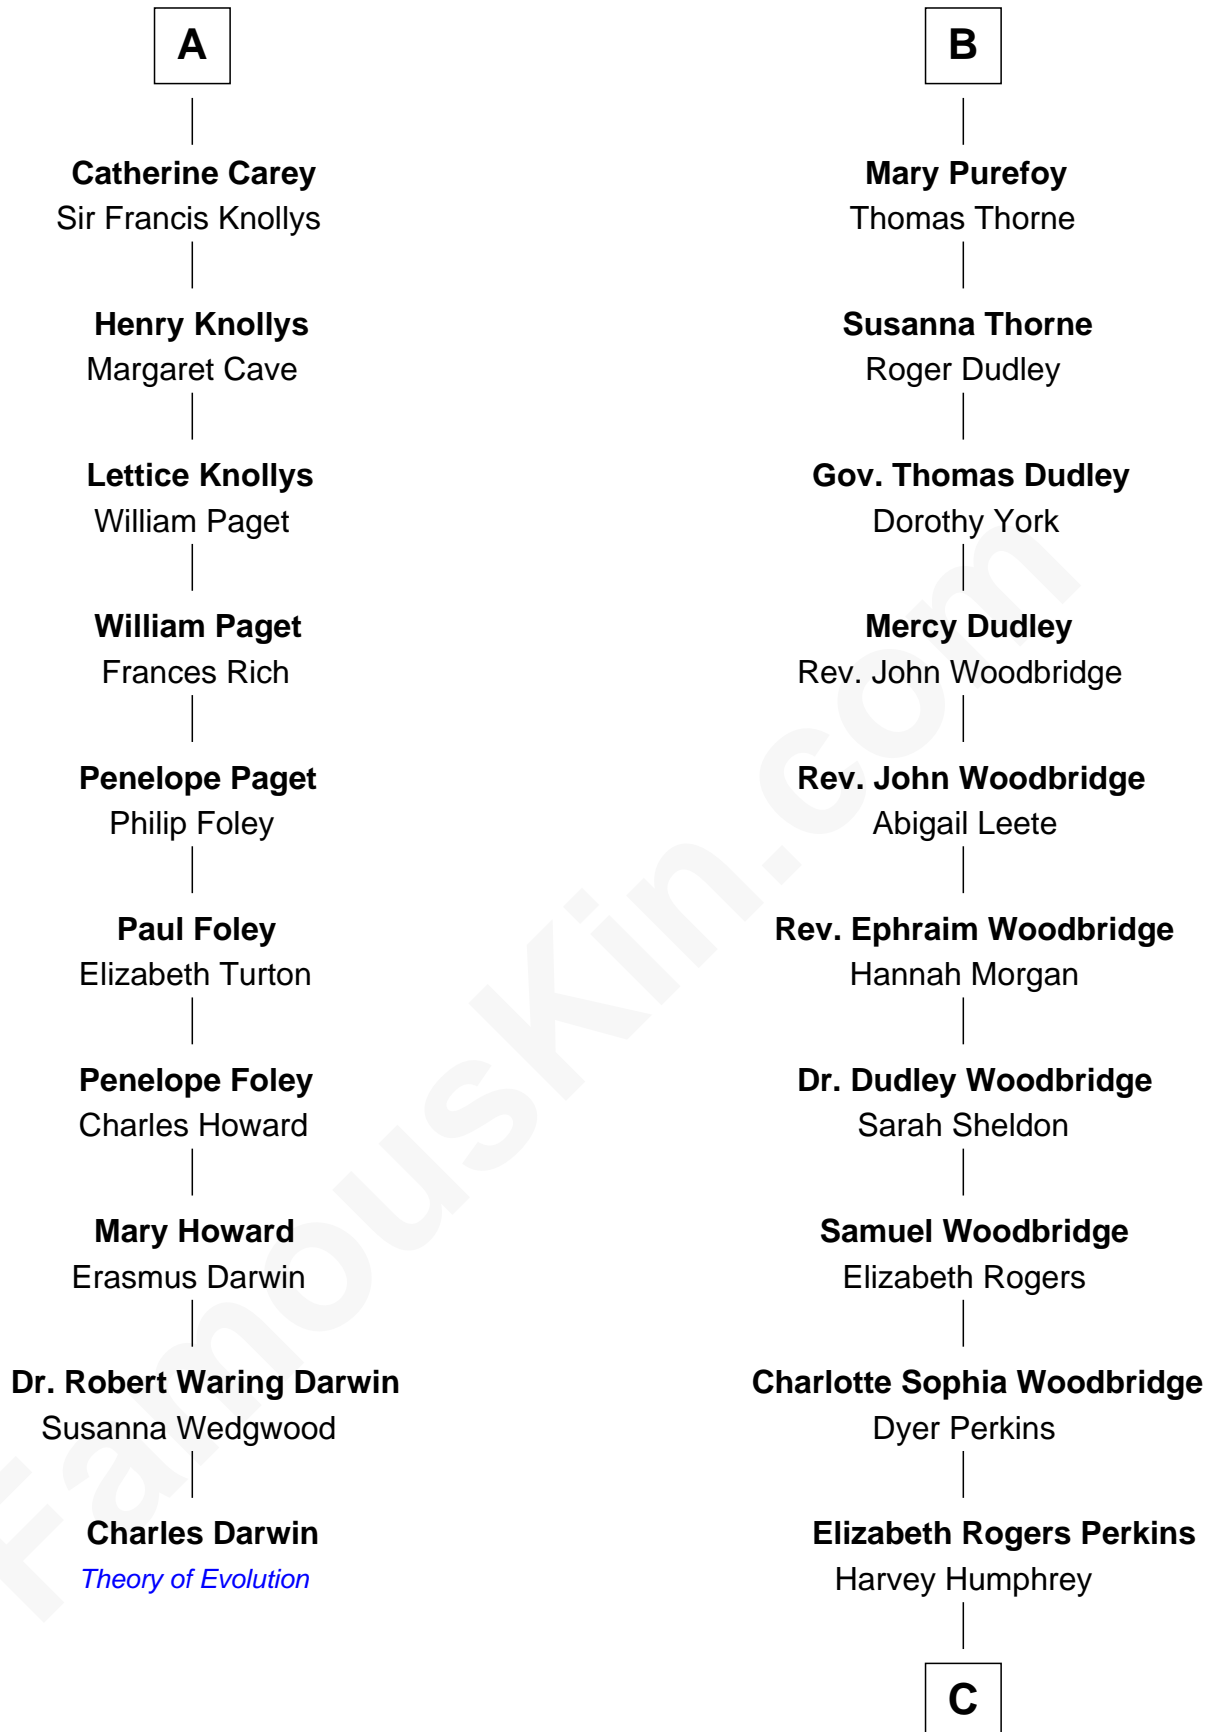 A
Catherine Carey
Sir Francis Knollys
Henry Knollys
Margaret Cave
Lettice Knollys
William Paget
William Paget
Frances Rich
Penelope Paget
Philip Foley
Paul Foley
Elizabeth Turton
Penelope Foley
Charles Howard
Mary Howard
Erasmus Darwin
Dr. Robert Waring Darwin
Susanna Wedgwood
Charles Darwin
Theory of Evolution
B
Mary Purefoy
Thomas Thorne
Susanna Thorne
Roger Dudley
Gov. Thomas Dudley
Dorothy York
Mercy Dudley
Rev. John Woodbridge
Rev. John Woodbridge
Abigail Leete
Rev. Ephraim Woodbridge
Hannah Morgan
Dr. Dudley Woodbridge
Sarah Sheldon
Samuel Woodbridge
Elizabeth Rogers
Charlotte Sophia Woodbridge
Dyer Perkins
Elizabeth Rogers Perkins
Harvey Humphrey
C
FamousKin.com